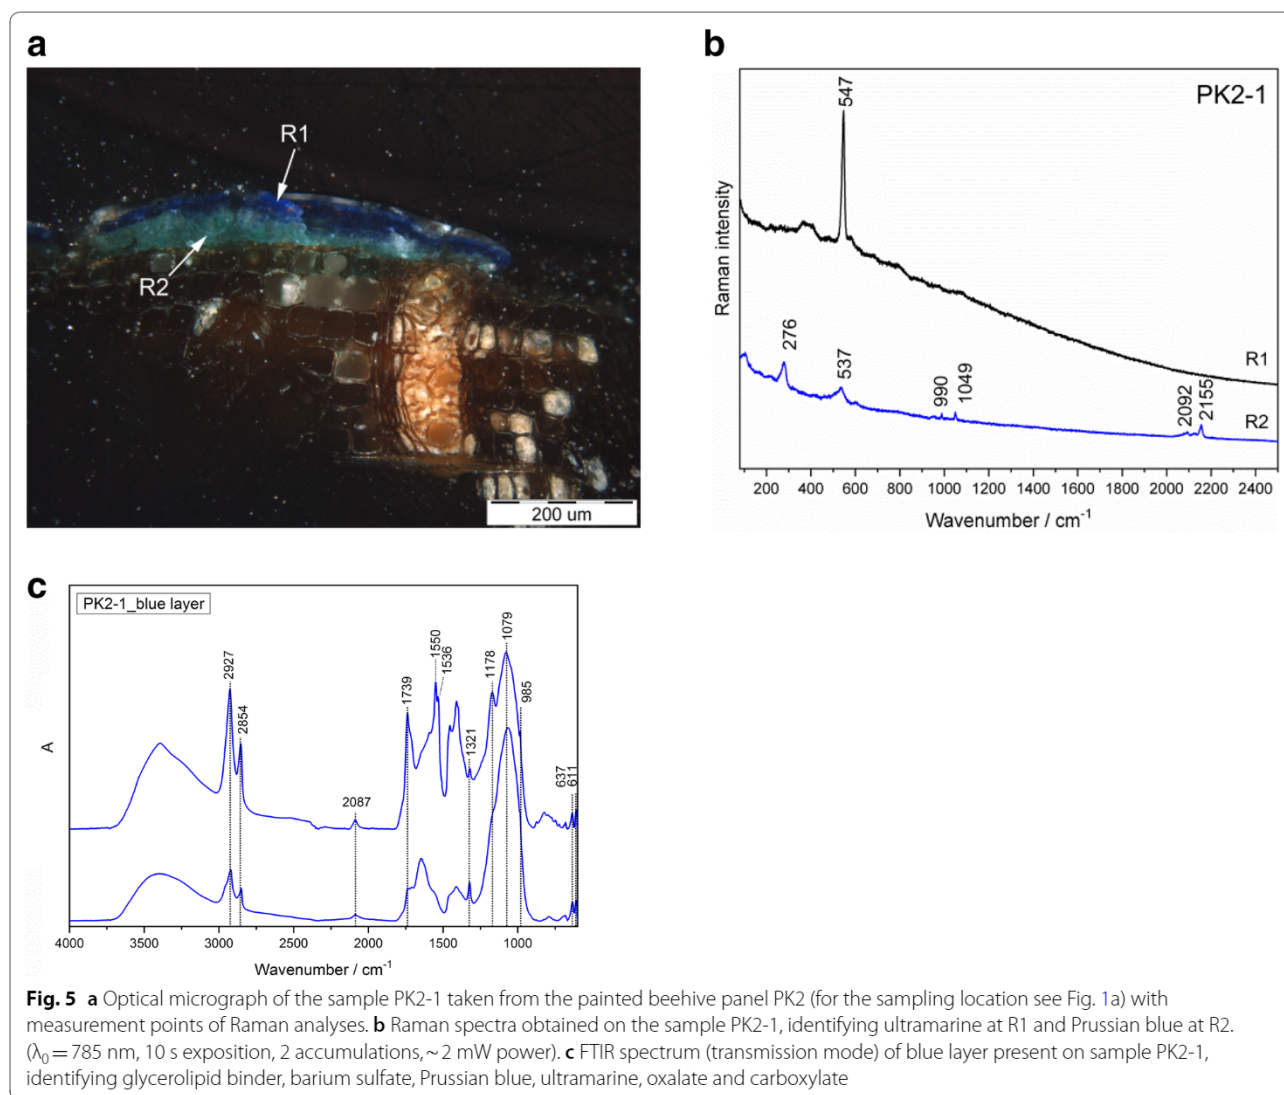 a
R1
R2
200 um
b
PK2-1
547
R1
276
537
990
1049
2092
2155
R2
Raman intensity
200 400 600 800 1000 1200 1400 1600 1800 2000 2200 2400
Wavenumber / cm⁻¹
c
PK2-1_blue layer
2927
2854
2087
1739
1550
1536
1321
1178
1079
985
637
611
A
4000 3500 3000 2500 2000 1500 1000
Wavenumber / cm⁻¹
Fig. 5 a Optical micrograph of the sample PK2-1 taken from the painted beehive panel PK2 (for the sampling location see Fig. 1a) with
measurement points of Raman analyses. b Raman spectra obtained on the sample PK2-1, identifying ultramarine at R1 and Prussian blue at R2.
(λ₀ = 785 nm, 10 s exposition, 2 accumulations, ~ 2 mW power). c FTIR spectrum (transmission mode) of blue layer present on sample PK2-1,
identifying glycerolipid binder, barium sulfate, Prussian blue, ultramarine, oxalate and carboxylate